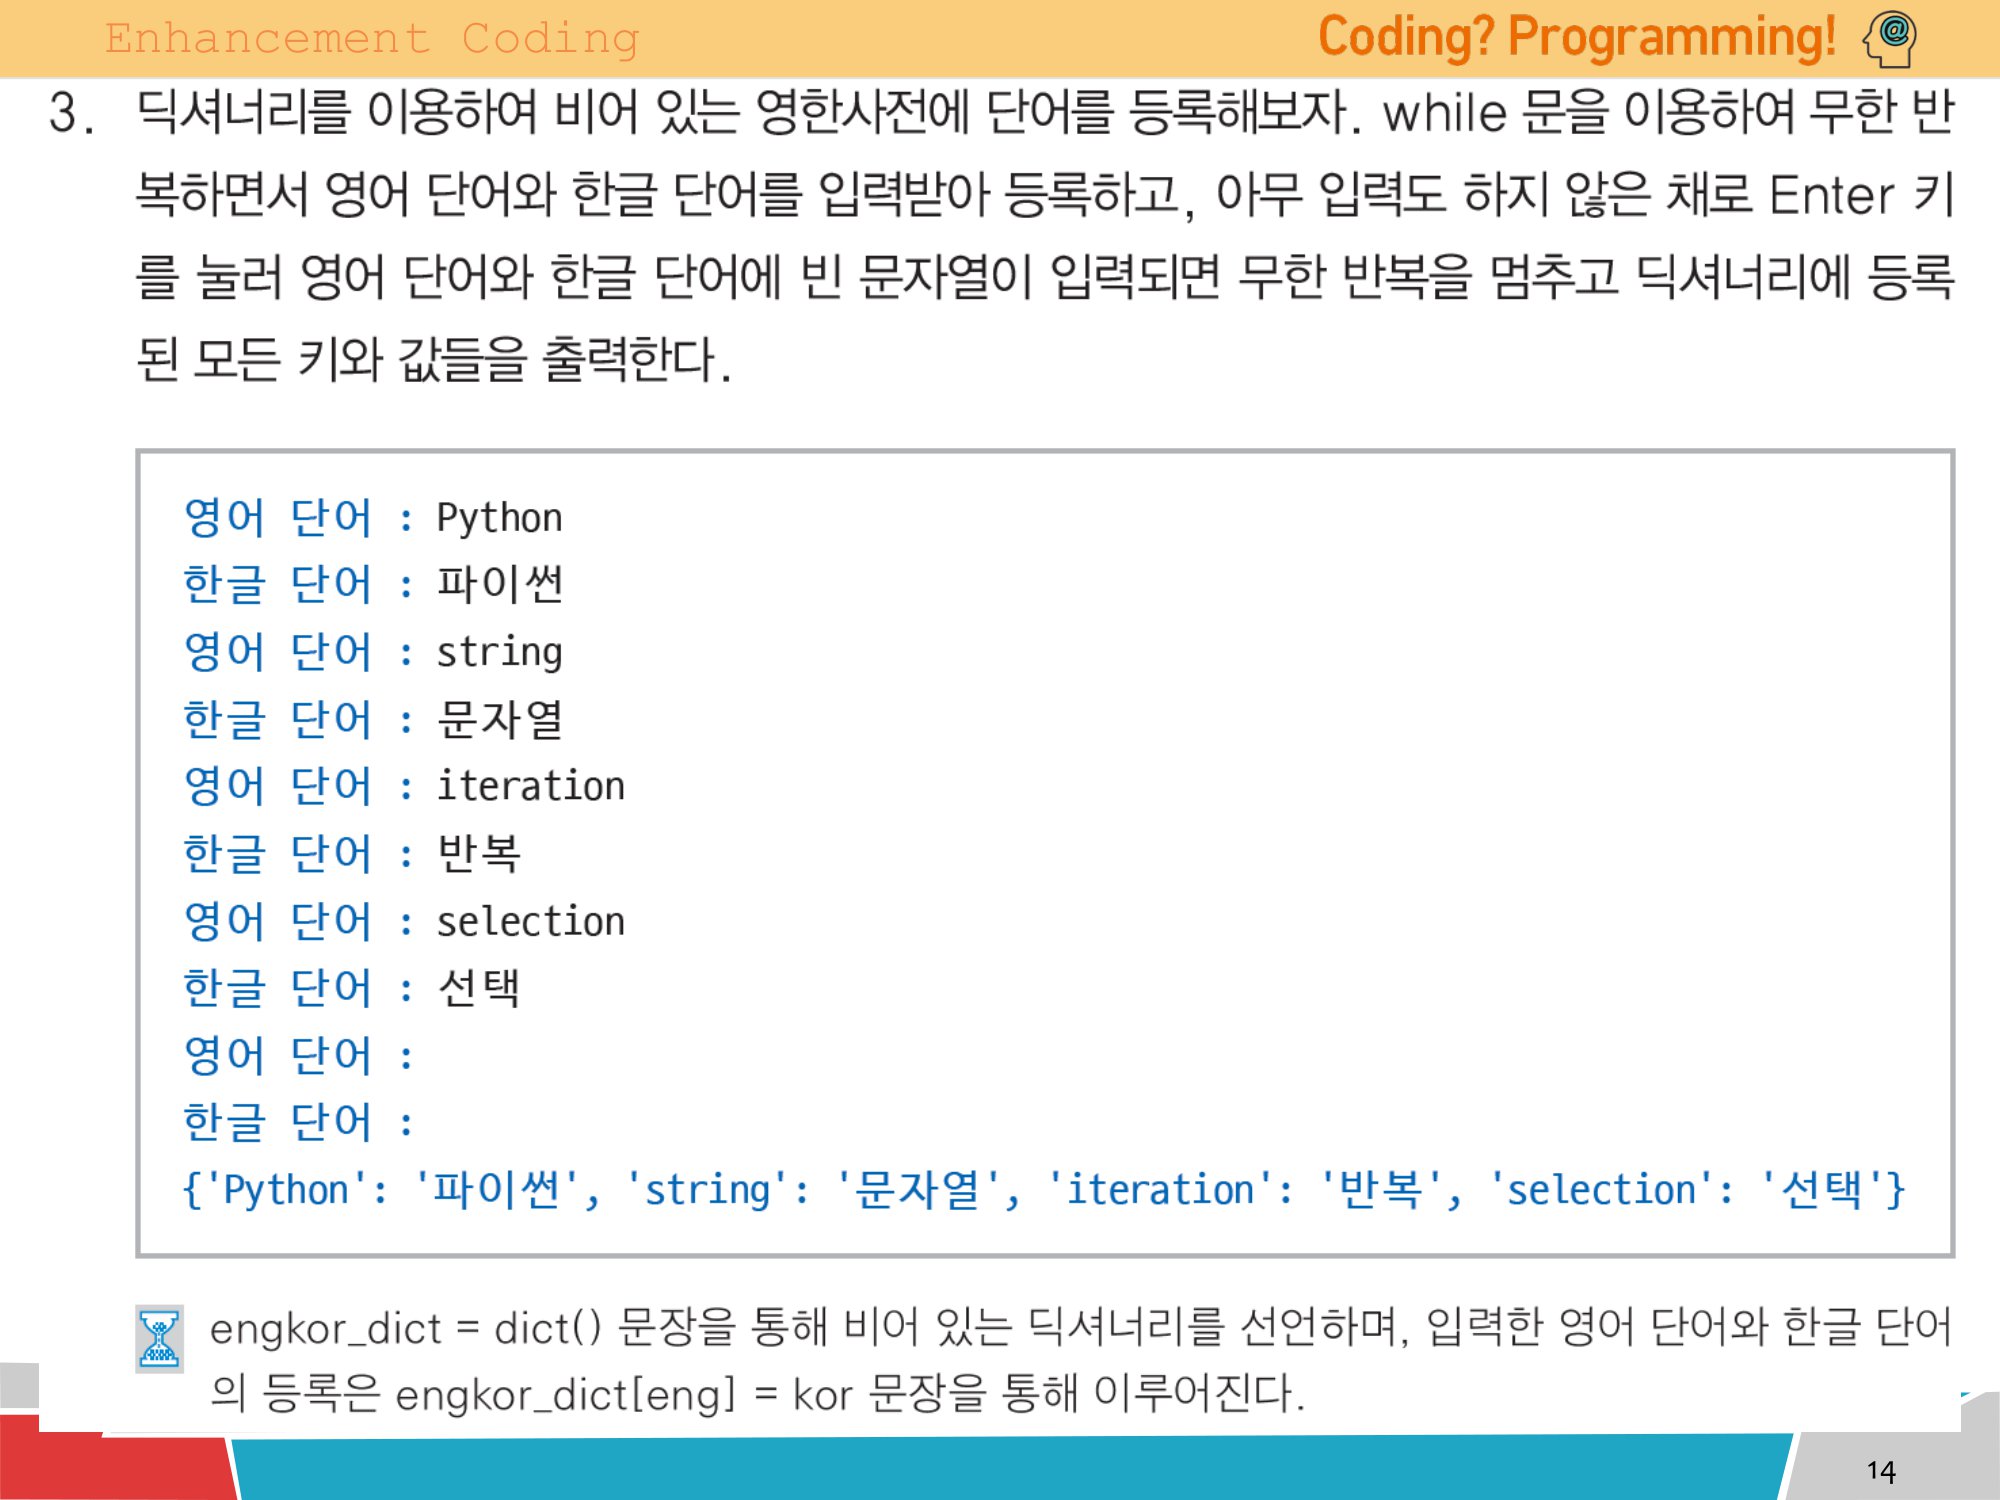 Enhancement Coding
Coding? Programming!
3. 딕셔너리를 이용하여 비어 있는 영한사전에 단어를 등록해보자. while 문을 이용하여 무한 반
복하면서 영어 단어와 한글 단어를 입력받아 등록하고, 아무 입력도 하지 않은 채로 Enter 키
를 눌러 영어 단어와 한글 단어에 빈 문자열이 입력되면 무한 반복을 멈추고 딕셔너리에 등록
된 모든 키와 값들을 출력한다.
영어 단어 : Python
한글 단어 : 파이썬
영어 단어 : string
한글 단어 : 문자열
영어 단어 : iteration
한글 단어 : 반복
영어 단어 : selection
한글 단어 : 선택
영어 단어 :
한글 단어 :
{'Python': '파이썬', 'string': '문자열', 'iteration': '반복', 'selection': '선택'}
engkor_dict = dict() 문장을 통해 비어 있는 딕셔너리를 선언하며, 입력한 영어 단어와 한글 단어
의 등록은 engkor_dict[eng] = kor 문장을 통해 이루어진다.
14